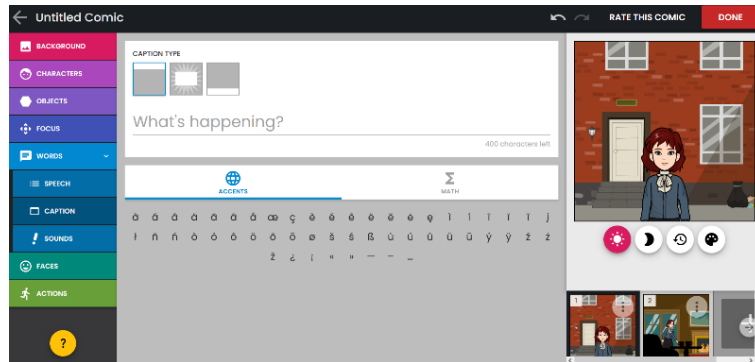 Untitled Comic
RATE THIS COMIC
DONE
BACKGROUND
CHARACTERS
OBJECTS
FOCUS
WORDS
SPEECH
CAPTION
SOUNDS
FACES
ACTIONS
?
CAPTION TYPE
What's happening?
400 characters left
ACCENTS
Σ
MATH
1
2